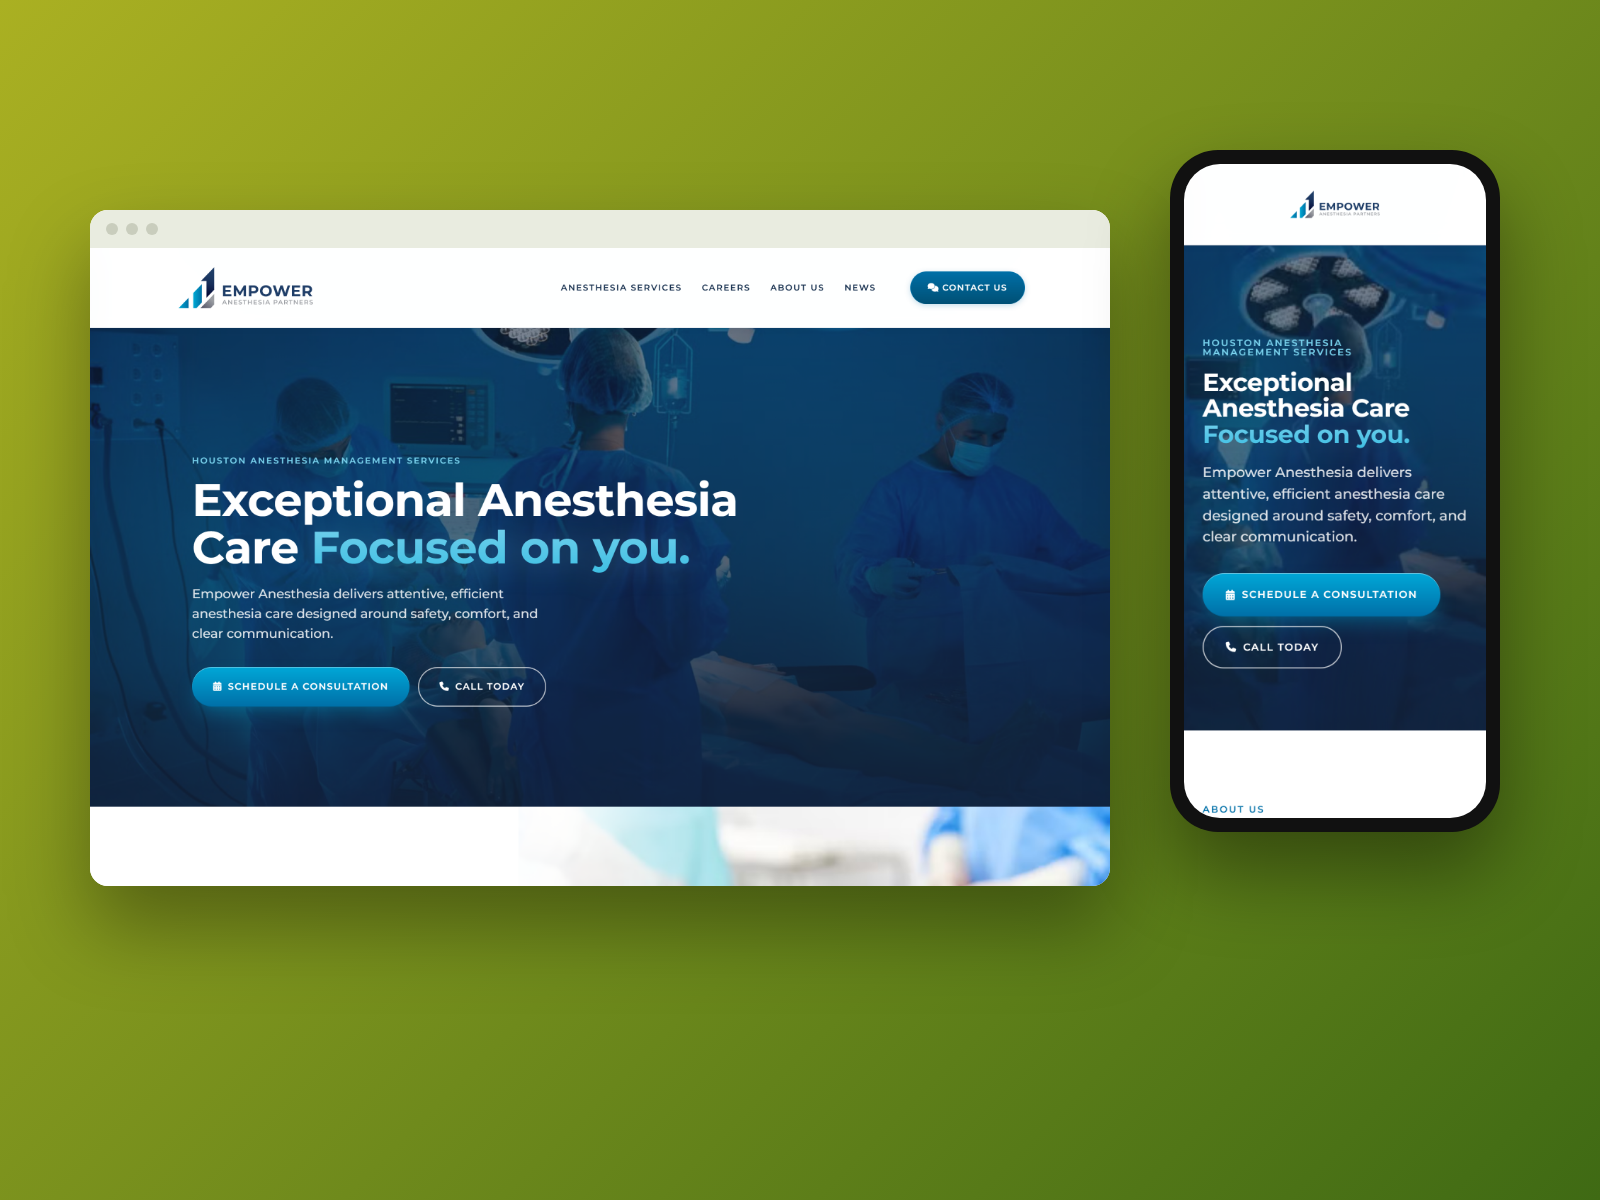 EMPOWER
ANESTHESIA PARTNERS
ANESTHESIA SERVICES CAREERS ABOUT US NEWS CONTACT US
HOUSTON ANESTHESIA MANAGEMENT SERVICES
Exceptional Anesthesia
Care Focused on you.
Empower Anesthesia delivers attentive, efficient
anesthesia care designed around safety, comfort, and
clear communication.
SCHEDULE A CONSULTATION CALL TODAY
EMPOWER
ANESTHESIA PARTNERS
HOUSTON ANESTHESIA
MANAGEMENT SERVICES
Exceptional
Anesthesia Care
Focused on you.
Empower Anesthesia delivers
attentive, efficient anesthesia care
designed around safety, comfort, and
clear communication.
SCHEDULE A CONSULTATION
CALL TODAY
ABOUT US